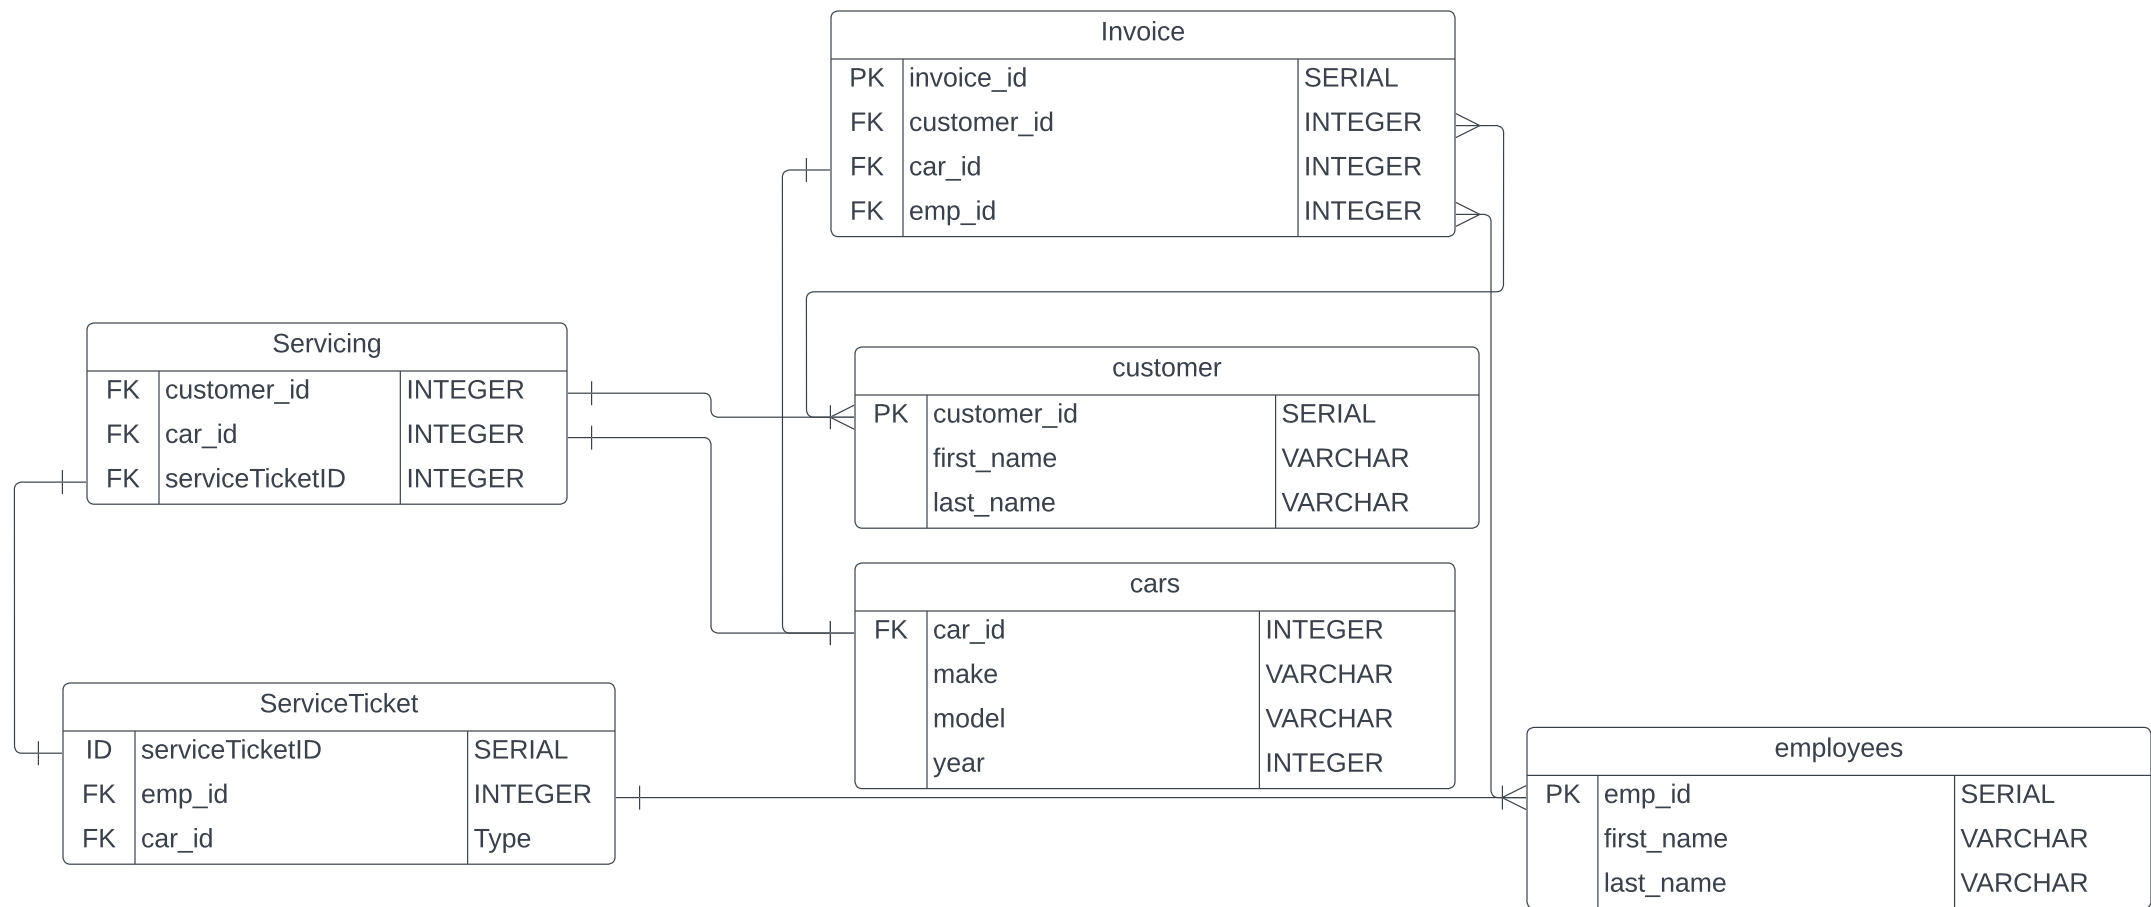 Invoice
PK invoice_id SERIAL
FK customer_id INTEGER
FK car_id INTEGER
FK emp_id INTEGER
Servicing
FK customer_id INTEGER
FK car_id INTEGER
FK serviceTicketID INTEGER
customer
PK customer_id SERIAL
first_name VARCHAR
last_name VARCHAR
cars
FK car_id INTEGER
make VARCHAR
model VARCHAR
year INTEGER
ServiceTicket
ID serviceTicketID SERIAL
FK emp_id INTEGER
FK car_id Type
employees
PK emp_id SERIAL
first_name VARCHAR
last_name VARCHAR